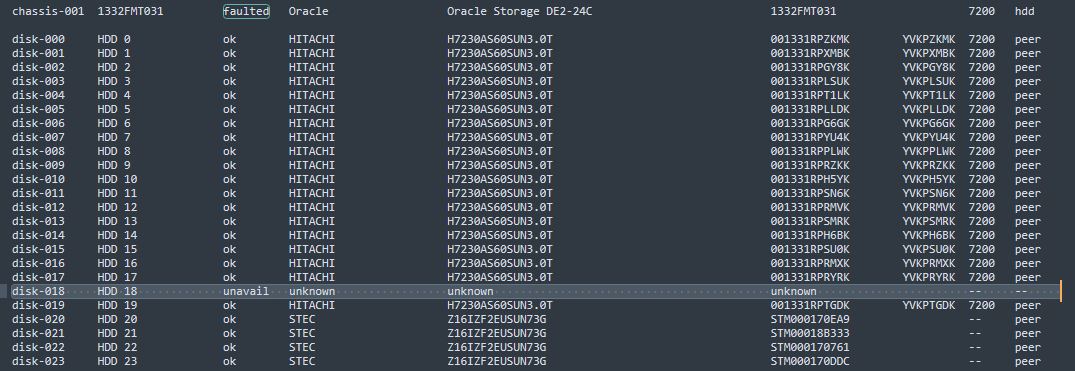 chassis-001 1332FMT031 faulted Oracle Oracle Storage DE2-24C 1332FMT031 7200 hdd
disk-000 HDD 0 ok HITACHI H7230AS60SUN3.0T 001331RPZKMK YVKPZKMK 7200 peer
disk-001 HDD 1 ok HITACHI H7230AS60SUN3.0T 001331RPXMBK YVKPXMBK 7200 peer
disk-002 HDD 2 ok HITACHI H7230AS60SUN3.0T 001331RPGY8K YVKPGY8K 7200 peer
disk-003 HDD 3 ok HITACHI H7230AS60SUN3.0T 001331RPLSUK YVKPLSUK 7200 peer
disk-004 HDD 4 ok HITACHI H7230AS60SUN3.0T 001331RPT1LK YVKPT1LK 7200 peer
disk-005 HDD 5 ok HITACHI H7230AS60SUN3.0T 001331RPLLDK YVKPLLDK 7200 peer
disk-006 HDD 6 ok HITACHI H7230AS60SUN3.0T 001331RPG6GK YVKPG6GK 7200 peer
disk-007 HDD 7 ok HITACHI H7230AS60SUN3.0T 001331RPYU4K YVKPYU4K 7200 peer
disk-008 HDD 8 ok HITACHI H7230AS60SUN3.0T 001331RPPLWK YVKPPLWK 7200 peer
disk-009 HDD 9 ok HITACHI H7230AS60SUN3.0T 001331RPRZKK YVKPRZKK 7200 peer
disk-010 HDD 10 ok HITACHI H7230AS60SUN3.0T 001331RPH5YK YVKPH5YK 7200 peer
disk-011 HDD 11 ok HITACHI H7230AS60SUN3.0T 001331RPSN6K YVKPSN6K 7200 peer
disk-012 HDD 12 ok HITACHI H7230AS60SUN3.0T 001331RPRMVK YVKPRMVK 7200 peer
disk-013 HDD 13 ok HITACHI H7230AS60SUN3.0T 001331RPSMRK YVKPSMRK 7200 peer
disk-014 HDD 14 ok HITACHI H7230AS60SUN3.0T 001331RPH6BK YVKPH6BK 7200 peer
disk-015 HDD 15 ok HITACHI H7230AS60SUN3.0T 001331RPSU0K YVKPSU0K 7200 peer
disk-016 HDD 16 ok HITACHI H7230AS60SUN3.0T 001331RPRMXK YVKPRMXK 7200 peer
disk-017 HDD 17 ok HITACHI H7230AS60SUN3.0T 001331RPRYRK YVKPRYRK 7200 peer
disk-018 HDD 18 unavail unknown unknown unknown -- --
disk-019 HDD 19 ok HITACHI H7230AS60SUN3.0T 001331RPTGDK YVKPTGDK 7200 peer
disk-020 HDD 20 ok STEC Z16IZF2EUSUN73G STM000170EA9 -- peer
disk-021 HDD 21 ok STEC Z16IZF2EUSUN73G STM00018B333 -- peer
disk-022 HDD 22 ok STEC Z16IZF2EUSUN73G STM000170761 -- peer
disk-023 HDD 23 ok STEC Z16IZF2EUSUN73G STM000170DDC -- peer